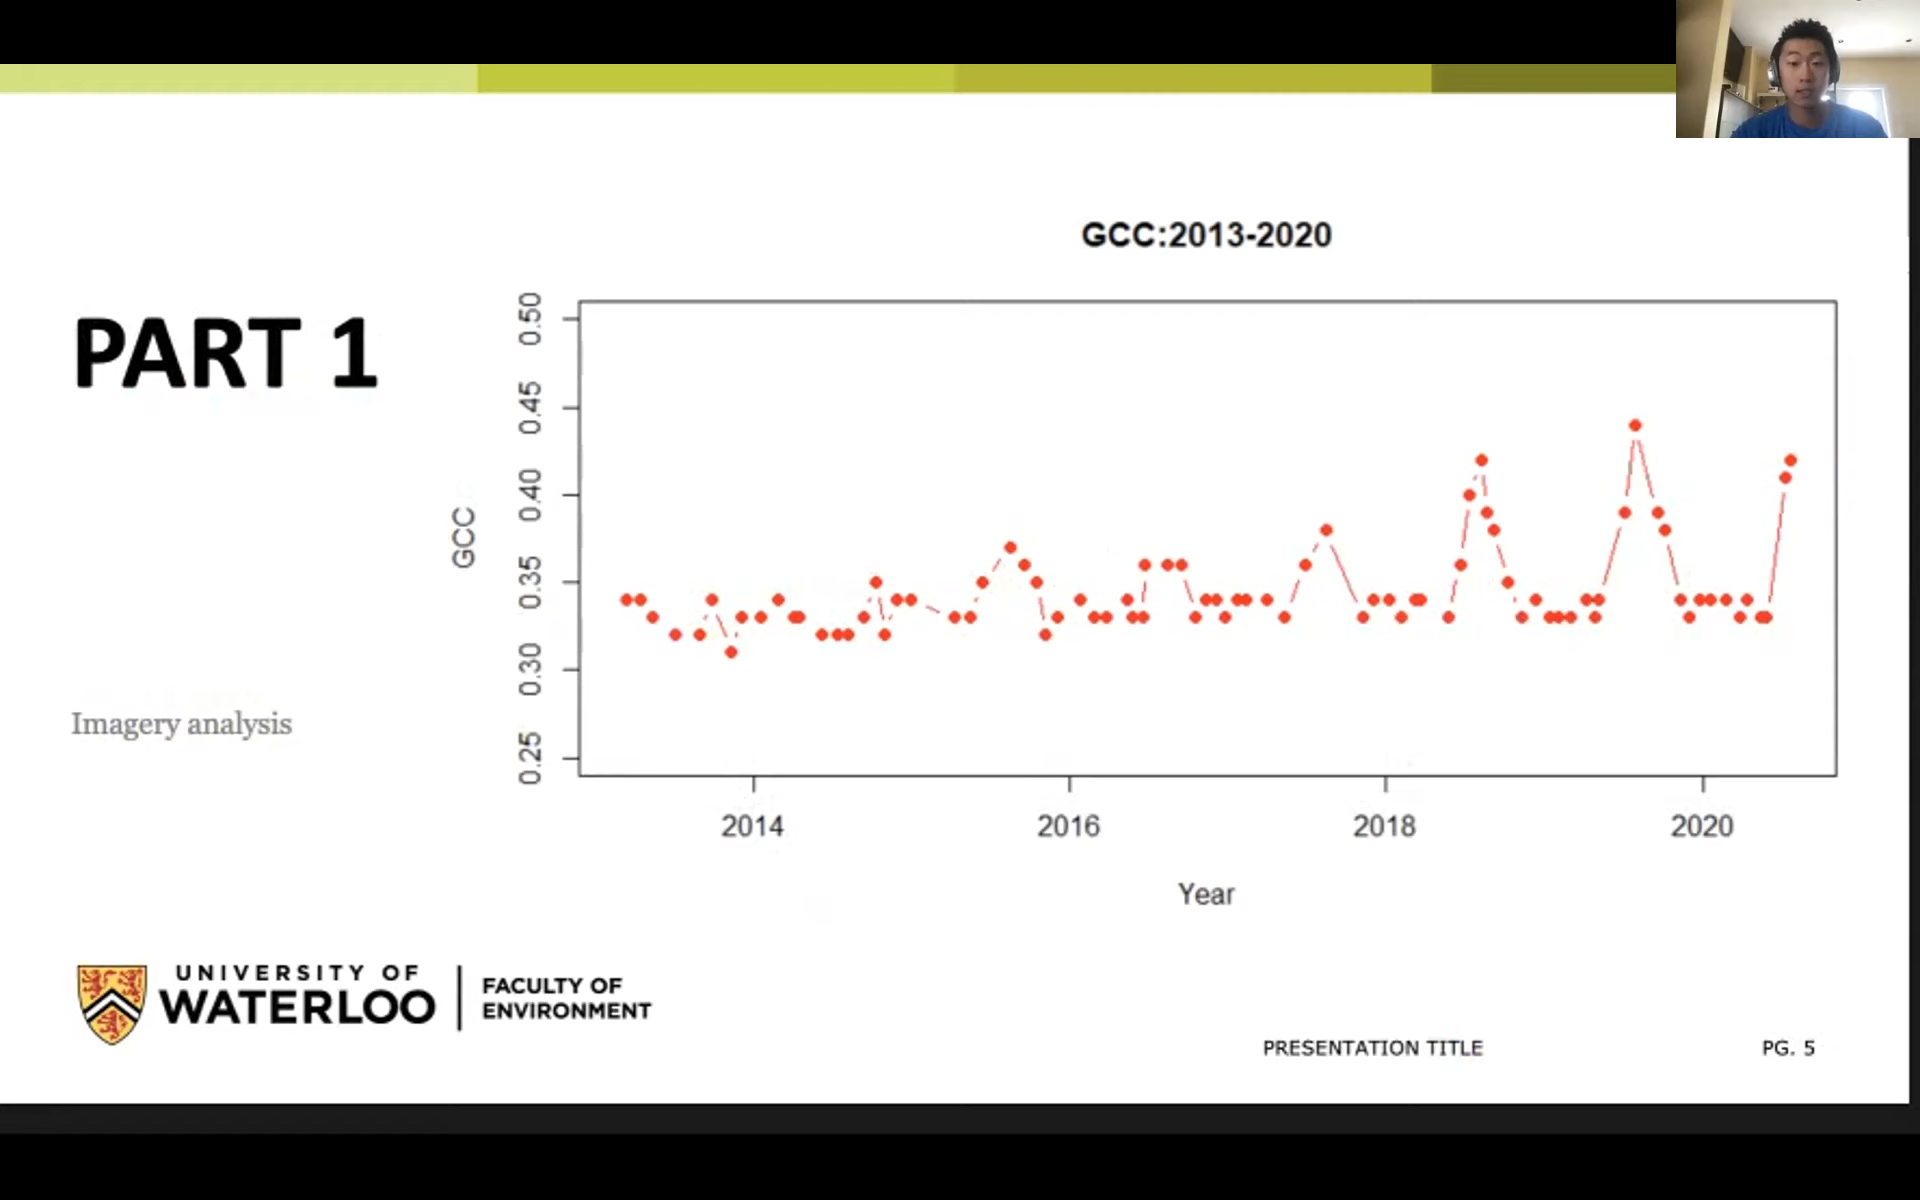 GCC:2013-2020
PART 1
0.50
0.45
0.40
0.35
0.30
0.25
GCC
2014 2016 2018 2020
Year
Imagery analysis
UNIVERSITY OF
WATERLOO
FACULTY OF
ENVIRONMENT
PRESENTATION TITLE
PG. 5